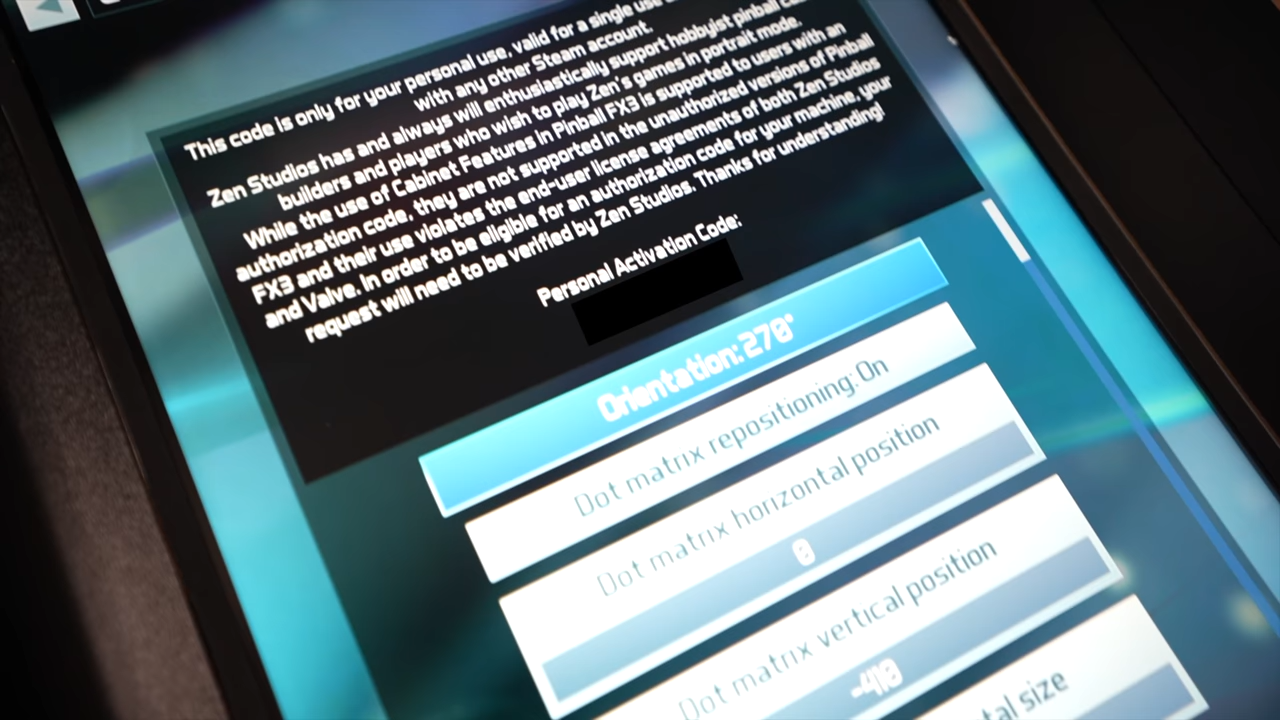 This code is only for your personal use, valid for a single use
with any other Steam account.
Zen Studios has and always will enthusiastically support hobbyist pinball
builders and players who wish to play Zen's games in portrait mode.
While the use of Cabinet Features in Pinball FX3 is supported to users with an
authorization code, they are not supported in the unauthorized versions of Pinball
FX3 and their use violates the end-user license agreements of both Zen Studios
and Valve. In order to be eligible for an authorization code for your machine, your
request will need to be verified by Zen Studios. Thanks for understanding!
Personal Activation Code:
Orientation: 270°
Dot matrix repositioning: On
Dot matrix horizontal position
0
Dot matrix vertical position
-410
tal size